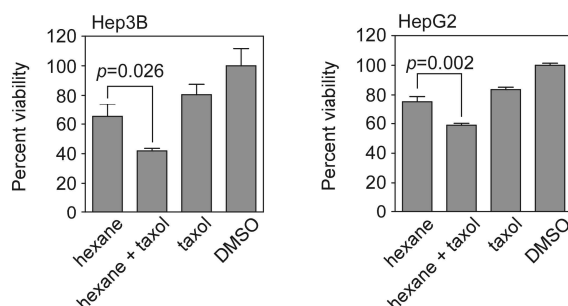 Hep3B
Percent viability
120
100
80
60
40
20
0
p=0.026
hexane
hexane + taxol
taxol
DMSO
HepG2
Percent viability
120
100
80
60
40
20
0
p=0.002
hexane
hexane + taxol
taxol
DMSO